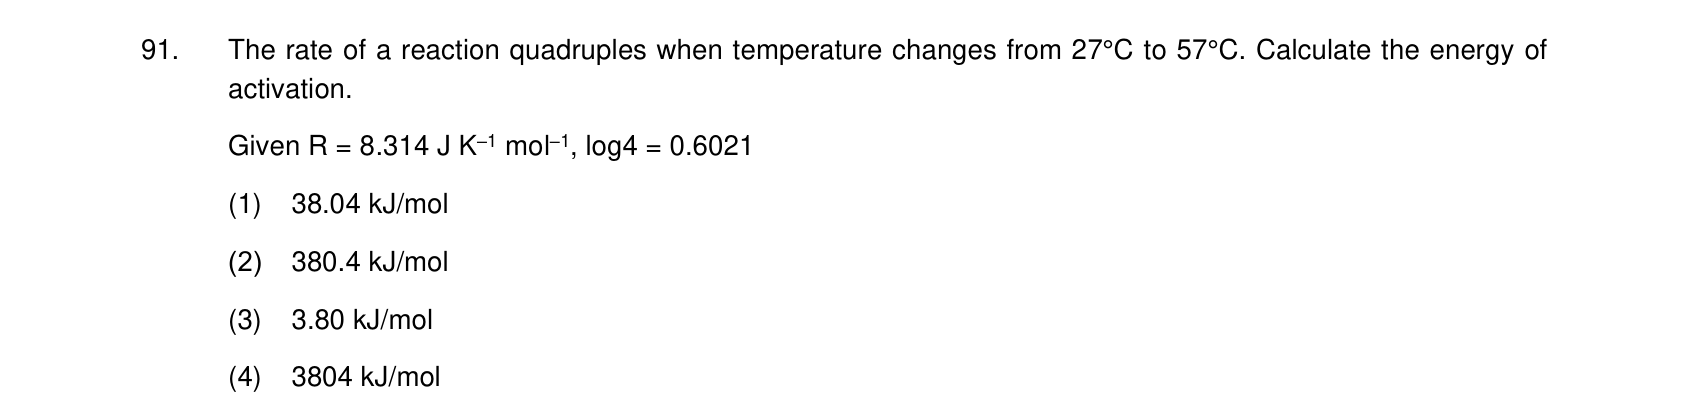 91. The rate of a reaction quadruples when temperature changes from 27°C to 57°C. Calculate the energy of
activation.
Given R = 8.314 J K⁻¹ mol⁻¹, log4 = 0.6021
(1) 38.04 kJ/mol
(2) 380.4 kJ/mol
(3) 3.80 kJ/mol
(4) 3804 kJ/mol